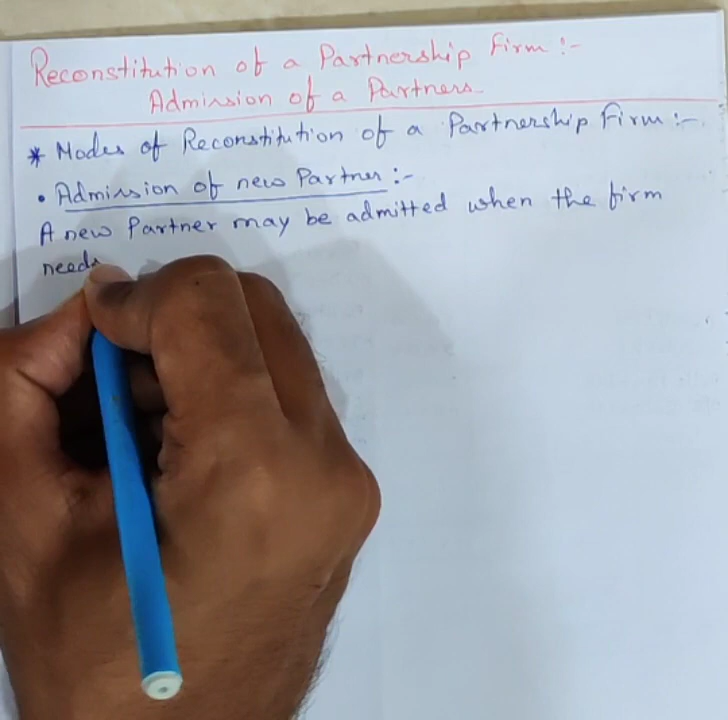 Reconstitution of a Partnership Firm :-
Admission of a Partners
* Modes of Reconstitution of a Partnership Firm :-
• Admission of new Partner :-
A new Partner may be admitted when the firm
needs